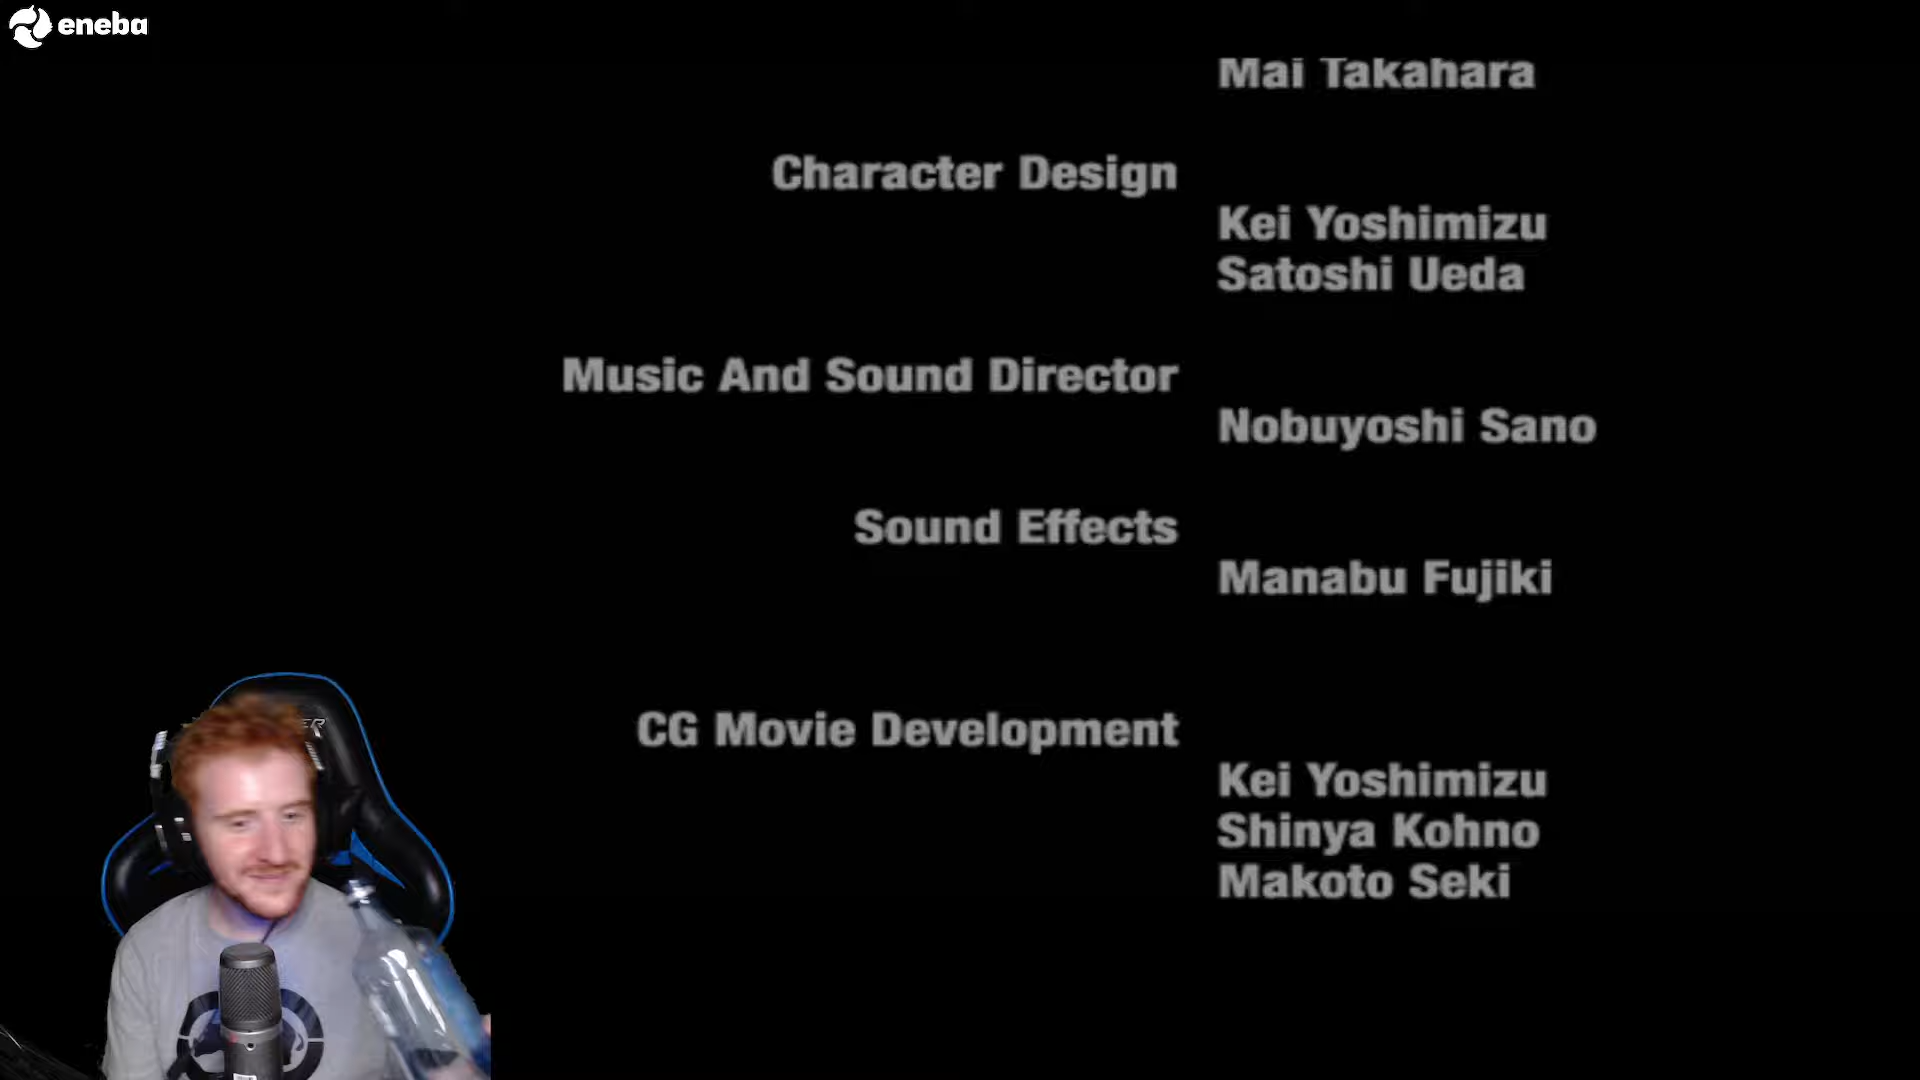 eneba
Mai Takahara
Character Design
Kei Yoshimizu
Satoshi Ueda
Music And Sound Director
Nobuyoshi Sano
Sound Effects
Manabu Fujiki
CG Movie Development
Kei Yoshimizu
Shinya Kohno
Makoto Seki